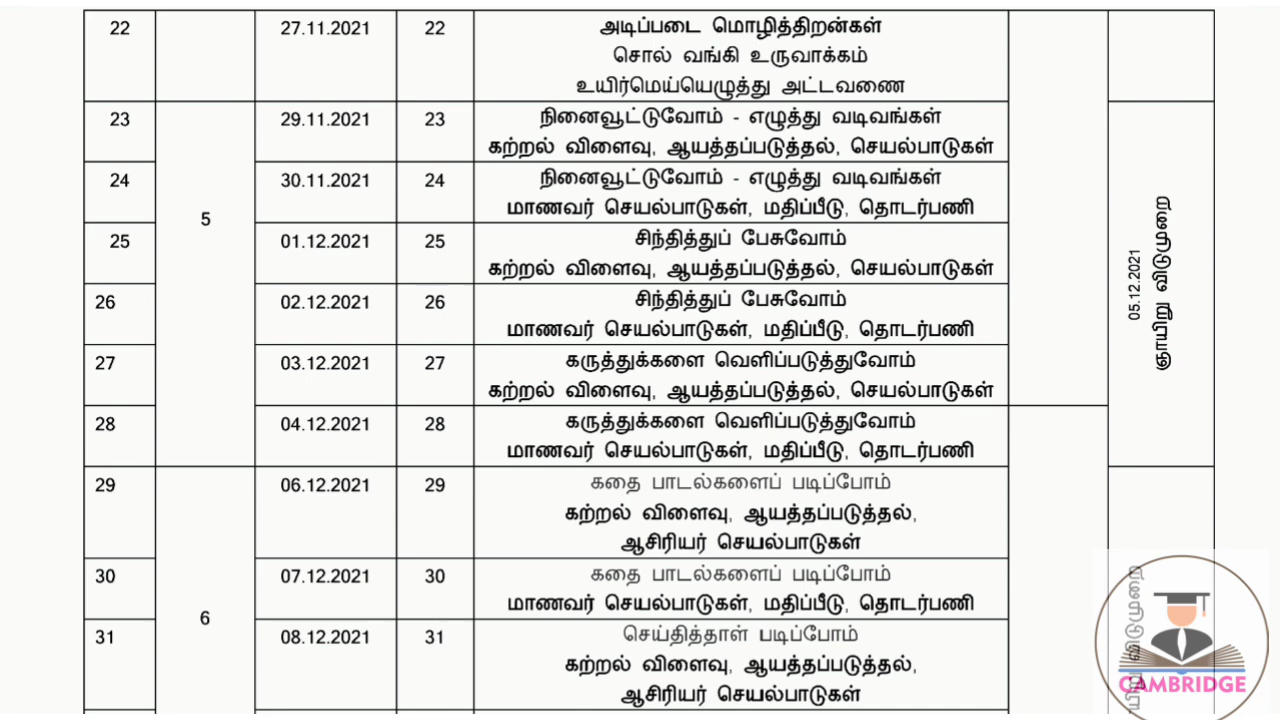 22 27.11.2021 22 அடிப்படை மொழித்திறன்கள்
சொல் வங்கி உருவாக்கம்
உயிர்மெய்யெழுத்து அட்டவணை
23 29.11.2021 23 நினைவூட்டுவோம் - எழுத்து வடிவங்கள்
கற்றல் விளைவு, ஆயத்தப்படுத்தல், செயல்பாடுகள்
24 30.11.2021 24 நினைவூட்டுவோம் - எழுத்து வடிவங்கள்
மாணவர் செயல்பாடுகள், மதிப்பீடு, தொடர்பணி
5
25 01.12.2021 25 சிந்தித்துப் பேசுவோம்
கற்றல் விளைவு, ஆயத்தப்படுத்தல், செயல்பாடுகள்
26 02.12.2021 26 சிந்தித்துப் பேசுவோம்
மாணவர் செயல்பாடுகள், மதிப்பீடு, தொடர்பணி
27 03.12.2021 27 கருத்துக்களை வெளிப்படுத்துவோம்
கற்றல் விளைவு, ஆயத்தப்படுத்தல், செயல்பாடுகள்
28 04.12.2021 28 கருத்துக்களை வெளிப்படுத்துவோம்
மாணவர் செயல்பாடுகள், மதிப்பீடு, தொடர்பணி
05.12.2021
ஞாயிறு விடுமுறை
29 06.12.2021 29 கதை பாடல்களைப் படிப்போம்
கற்றல் விளைவு, ஆயத்தப்படுத்தல்,
ஆசிரியர் செயல்பாடுகள்
30 07.12.2021 30 கதை பாடல்களைப் படிப்போம்
மாணவர் செயல்பாடுகள், மதிப்பீடு, தொடர்பணி
6
31 08.12.2021 31 செய்தித்தாள் படிப்போம்
கற்றல் விளைவு, ஆயத்தப்படுத்தல்,
ஆசிரியர் செயல்பாடுகள்
விடுமுறை
CAMBRIDGE